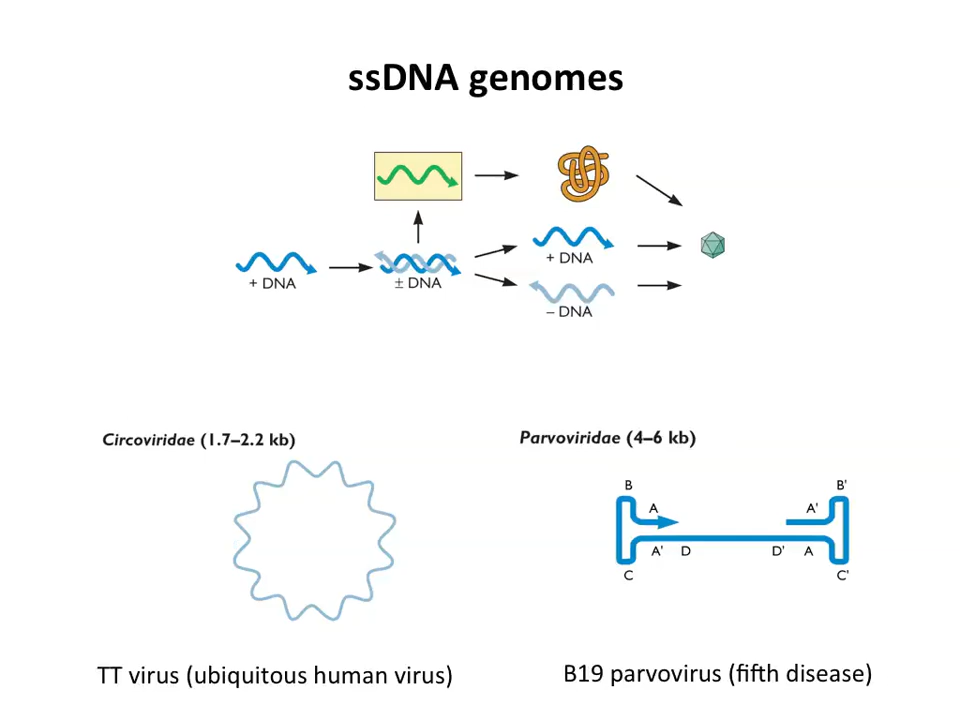 ssDNA genomes
+ DNA
± DNA
+ DNA
– DNA
Circoviridae (1.7–2.2 kb)
Parvoviridae (4–6 kb)
B
B'
A
A'
A'
D
D'
A
C
C'
TT virus (ubiquitous human virus)
B19 parvovirus (fifth disease)